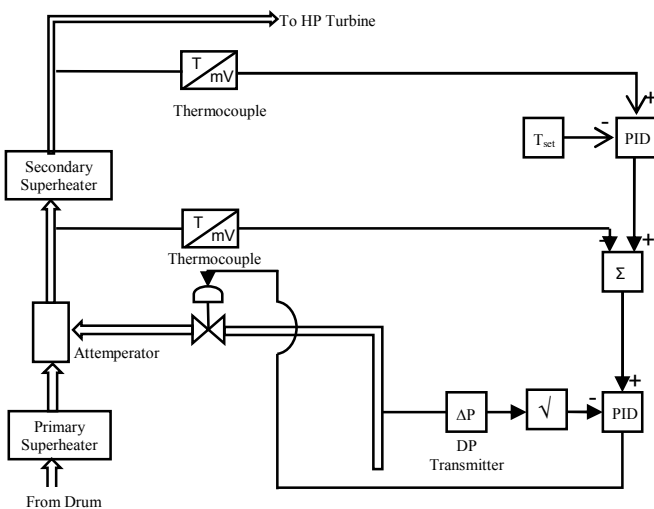 To HP Turbine
T
mV
Thermocouple
+
-
T set
PID
Secondary
Superheater
T
mV
Thermocouple
-
+
Σ
Attemperator
+
Primary
Superheater
ΔP
√
-
PID
DP
Transmitter
From Drum